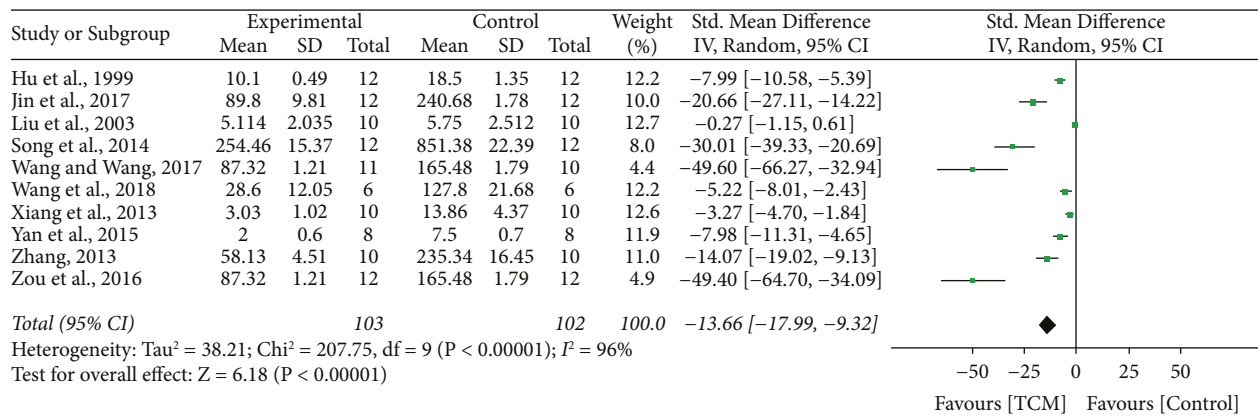 Study or Subgroup Experimental Control Weight (%) Std. Mean Difference IV, Random, 95% CI Std. Mean Difference IV, Random, 95% CI
Mean SD Total Mean SD Total
Hu et al., 1999 10.1 0.49 12 18.5 1.35 12 12.2 −7.99 [−10.58, −5.39]
Jin et al., 2017 89.8 9.81 12 240.68 1.78 12 10.0 −20.66 [−27.11, −14.22]
Liu et al., 2003 5.114 2.035 10 5.75 2.512 10 12.7 −0.27 [−1.15, 0.61]
Song et al., 2014 254.46 15.37 12 851.38 22.39 12 8.0 −30.01 [−39.33, −20.69]
Wang and Wang, 2017 87.32 1.21 11 165.48 1.79 10 4.4 −49.60 [−66.27, −32.94]
Wang et al., 2018 28.6 12.05 6 127.8 21.68 6 12.2 −5.22 [−8.01, −2.43]
Xiang et al., 2013 3.03 1.02 10 13.86 4.37 10 12.6 −3.27 [−4.70, −1.84]
Yan et al., 2015 2 0.6 8 7.5 0.7 8 11.9 −7.98 [−11.31, −4.65]
Zhang, 2013 58.13 4.51 10 235.34 16.45 10 11.0 −14.07 [−19.02, −9.13]
Zou et al., 2016 87.32 1.21 12 165.48 1.79 12 4.9 −49.40 [−64.70, −34.09]
Total (95% CI) 103 102 100.0 −13.66 [−17.99, −9.32]
Heterogeneity: Tau² = 38.21; Chi² = 207.75, df = 9 (P < 0.00001); I² = 96%
Test for overall effect: Z = 6.18 (P < 0.00001)
−50 −25 0 25 50
Favours [TCM] Favours [Control]